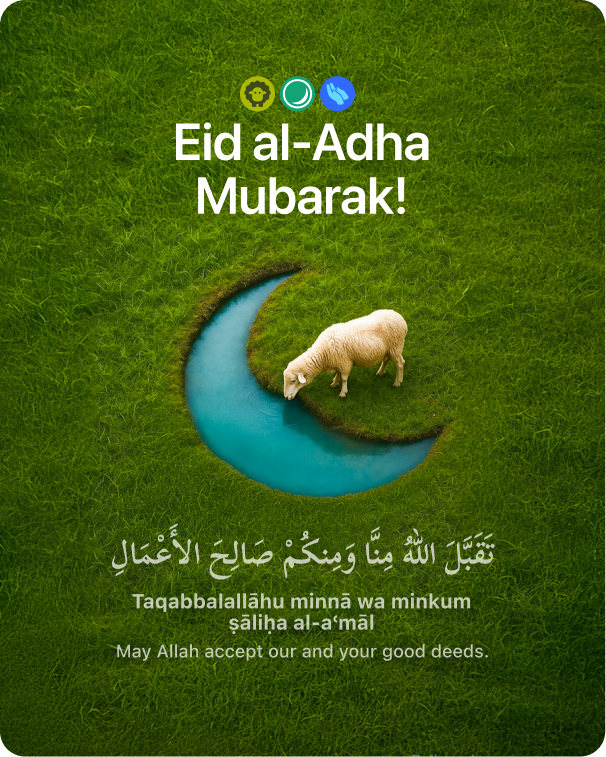 Eid al-Adha
Mubarak!
تَقَبَّلَ اللّٰهُ مِنَّا وَمِنكُمْ صَالِحَ الأَعْمَالِ
Taqabbalallāhu minnā wa minkum
ṣāliḥa al-aʿmāl
May Allah accept our and your good deeds.